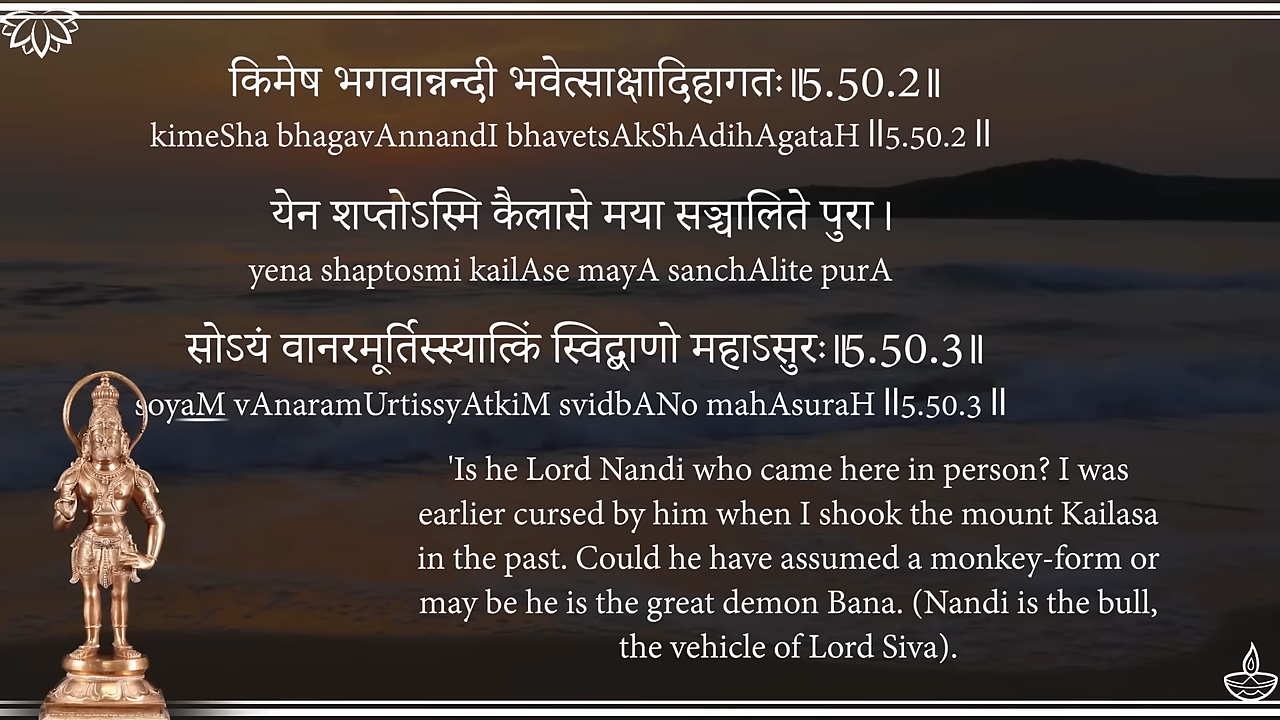 किमेष भगवान्नन्दी भवेत्साक्षादिहागतः॥5.50.2॥
kimeSha bhagavAnnandI bhavetsAkShAdihAgataH ॥5.50.2 ॥
येन शप्तोऽस्मि कैलासे मया सञ्चालिते पुरा।
yena shaptosmi kailAse mayA sanchAlite purA
सोऽयं वानरमूर्तिस्स्यात्किं स्विद्बाणो महाऽसुरः॥5.50.3॥
soyaM vAnaramUrtissyAtkiM svidbANo mahAsuraH ॥5.50.3 ॥
'Is he Lord Nandi who came here in person? I was
earlier cursed by him when I shook the mount Kailasa
in the past. Could he have assumed a monkey-form or
may be he is the great demon Bana. (Nandi is the bull,
the vehicle of Lord Siva).